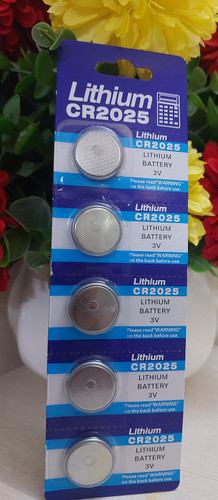 Lithium
CR2025
Lithium
CR2025
LITHIUM
BATTERY
3V
Please read"WARNING"
on the back before use.
Lithium
CR2025
LITHIUM
BATTERY
3V
Please read"WARNING"
on the back before use.
Lithium
CR2025
LITHIUM
BATTERY
3V
Please read"WARNING"
on the back before use.
Lithium
CR2025
LITHIUM
BATTERY
3V
Please read"WARNING"
on the back before use.
Lithium
CR2025
LITHIUM
BATTERY
3V
Please read"WARNING"
on the back before use.